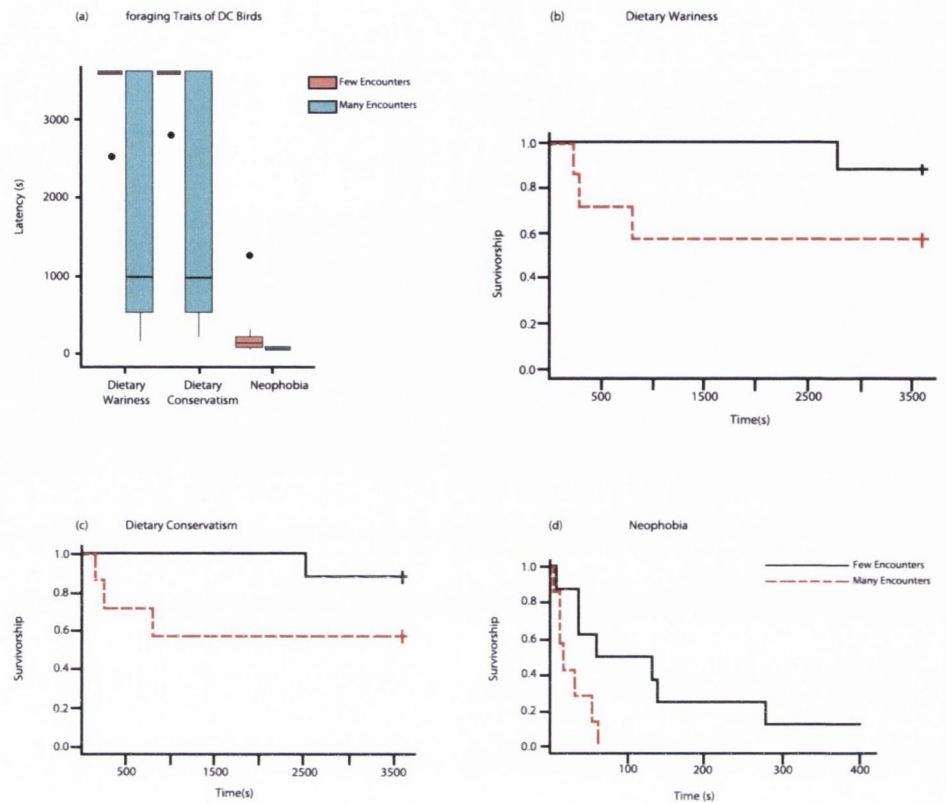 (a) foraging Traits of DC Birds
Few Encounters
Many Encounters
3000
2000
1000
0
Latency (s)
Dietary Wariness
Dietary Conservatism
Neophobia
(b) Dietary Wariness
1.0
0.8
0.6
0.4
0.2
0.0
Survivorship
500 1500 2500 3500
Time(s)
(c) Dietary Conservatism
1.0
0.8
0.6
0.4
0.2
0.0
Survivorship
500 1500 2500 3500
Time(s)
(d) Neophobia
Few Encounters
Many Encounters
1.0
0.8
0.6
0.4
0.2
0.0
Survivorship
100 200 300 400
Time (s)